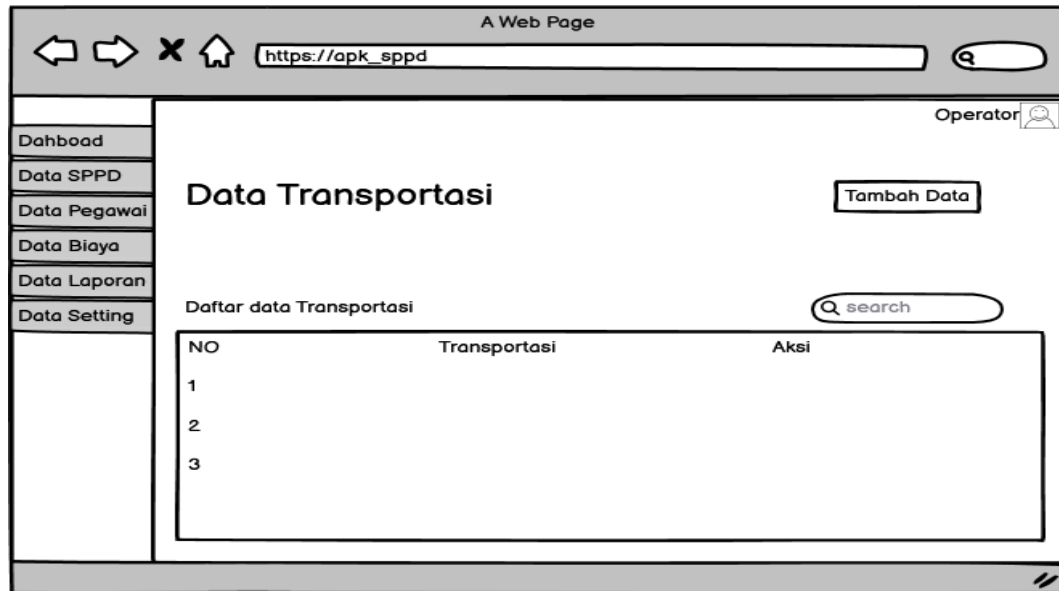 A Web Page
https://apk_sppd
Operator
Dahboad
Data SPPD
Data Pegawai
Data Biaya
Data Laporan
Data Setting
Data Transportasi
Tambah Data
Daftar data Transportasi
search
NO Transportasi Aksi
1
2
3